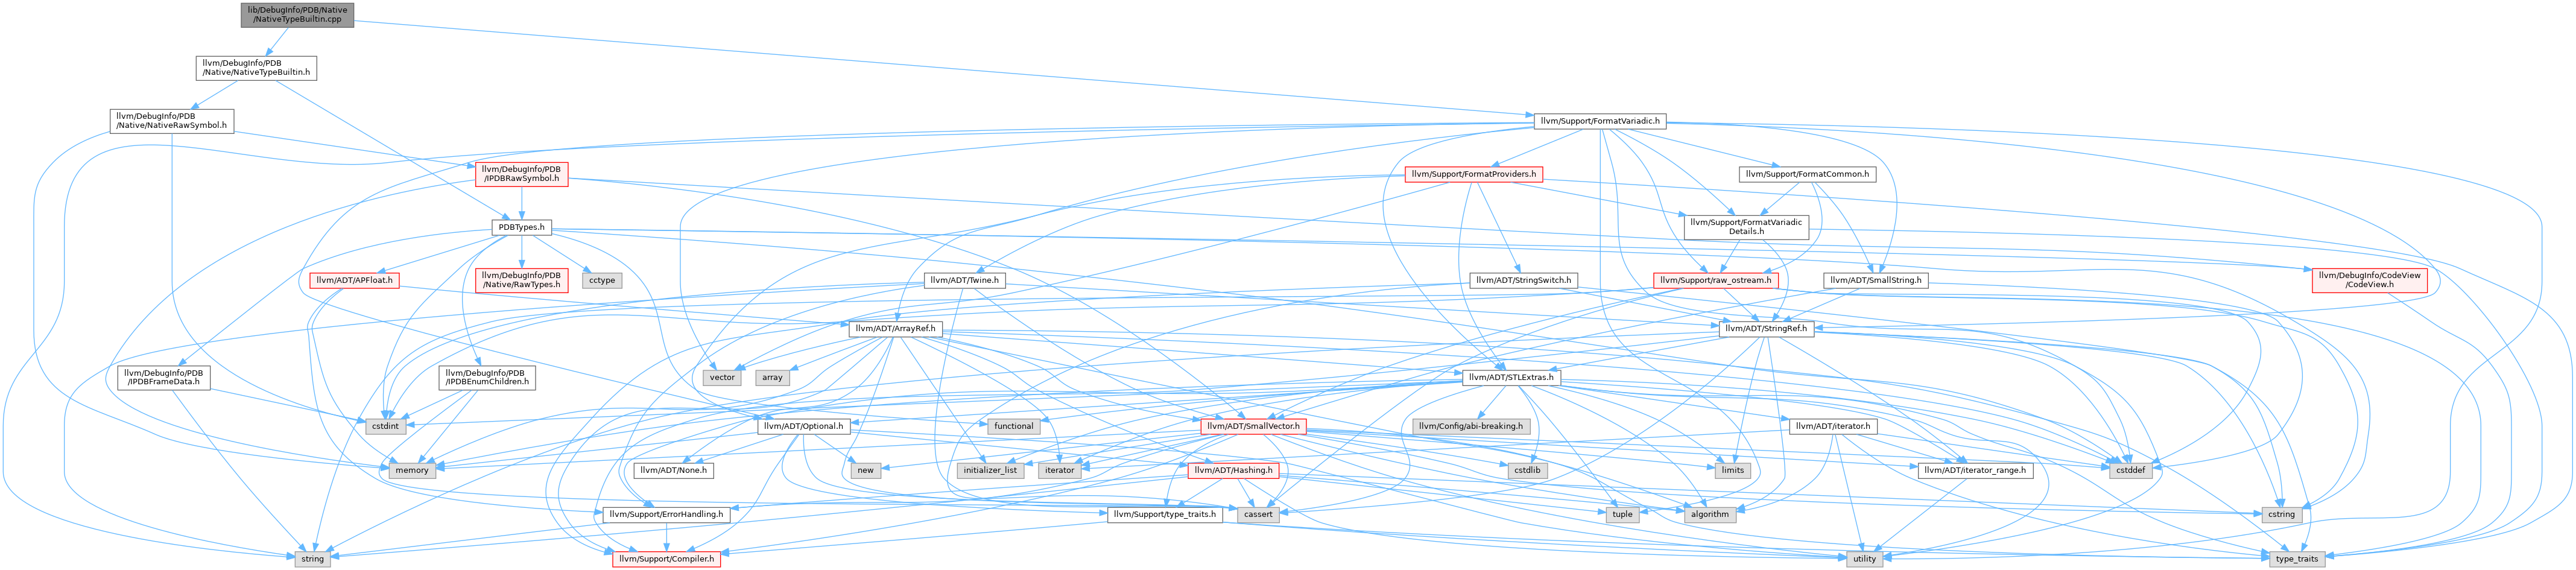 lib/DebugInfo/PDB/Native
/NativeTypeBuiltin.cpp
llvm/DebugInfo/PDB
/Native/NativeTypeBuiltin.h
llvm/DebugInfo/PDB
/Native/NativeRawSymbol.h
llvm/Support/FormatVariadic.h
llvm/DebugInfo/PDB
/IPDBRawSymbol.h
llvm/Support/FormatProviders.h
llvm/Support/FormatCommon.h
PDBTypes.h
llvm/Support/FormatVariadic
Details.h
llvm/ADT/APFloat.h
llvm/DebugInfo/PDB
/Native/RawTypes.h
cctype
llvm/ADT/Twine.h
llvm/ADT/StringSwitch.h
llvm/Support/raw_ostream.h
llvm/ADT/SmallString.h
llvm/DebugInfo/CodeView
/CodeView.h
llvm/ADT/ArrayRef.h
llvm/ADT/StringRef.h
llvm/DebugInfo/PDB
/IPDBFrameData.h
llvm/DebugInfo/PDB
/IPDBEnumChildren.h
vector
array
llvm/ADT/STLExtras.h
cstdint
llvm/ADT/Optional.h
functional
llvm/ADT/SmallVector.h
llvm/Config/abi-breaking.h
llvm/ADT/iterator.h
memory
llvm/ADT/None.h
new
initializer_list
iterator
llvm/ADT/Hashing.h
cstdlib
limits
llvm/ADT/iterator_range.h
cstddef
llvm/Support/ErrorHandling.h
llvm/Support/type_traits.h
cassert
tuple
algorithm
cstring
string
llvm/Support/Compiler.h
utility
type_traits